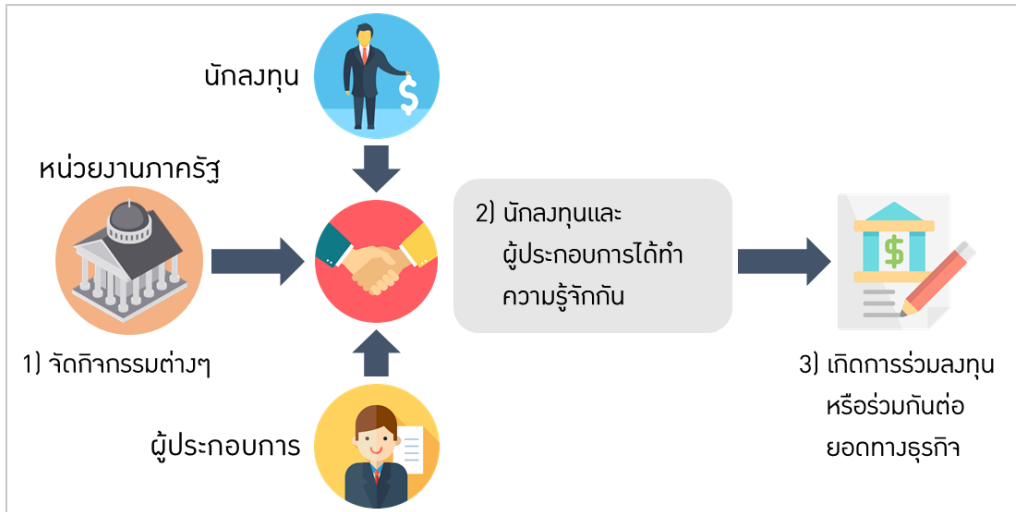 นักลงทุน
หน่วยงานภาครัฐ
1) จัดกิจกรรมต่างๆ
ผู้ประกอบการ
2) นักลงทุนและ
ผู้ประกอบการได้ทำ
ความรู้จักกัน
3) เกิดการร่วมลงทุน
หรือร่วมกันต่อ
ยอดทางธุรกิจ
$
$